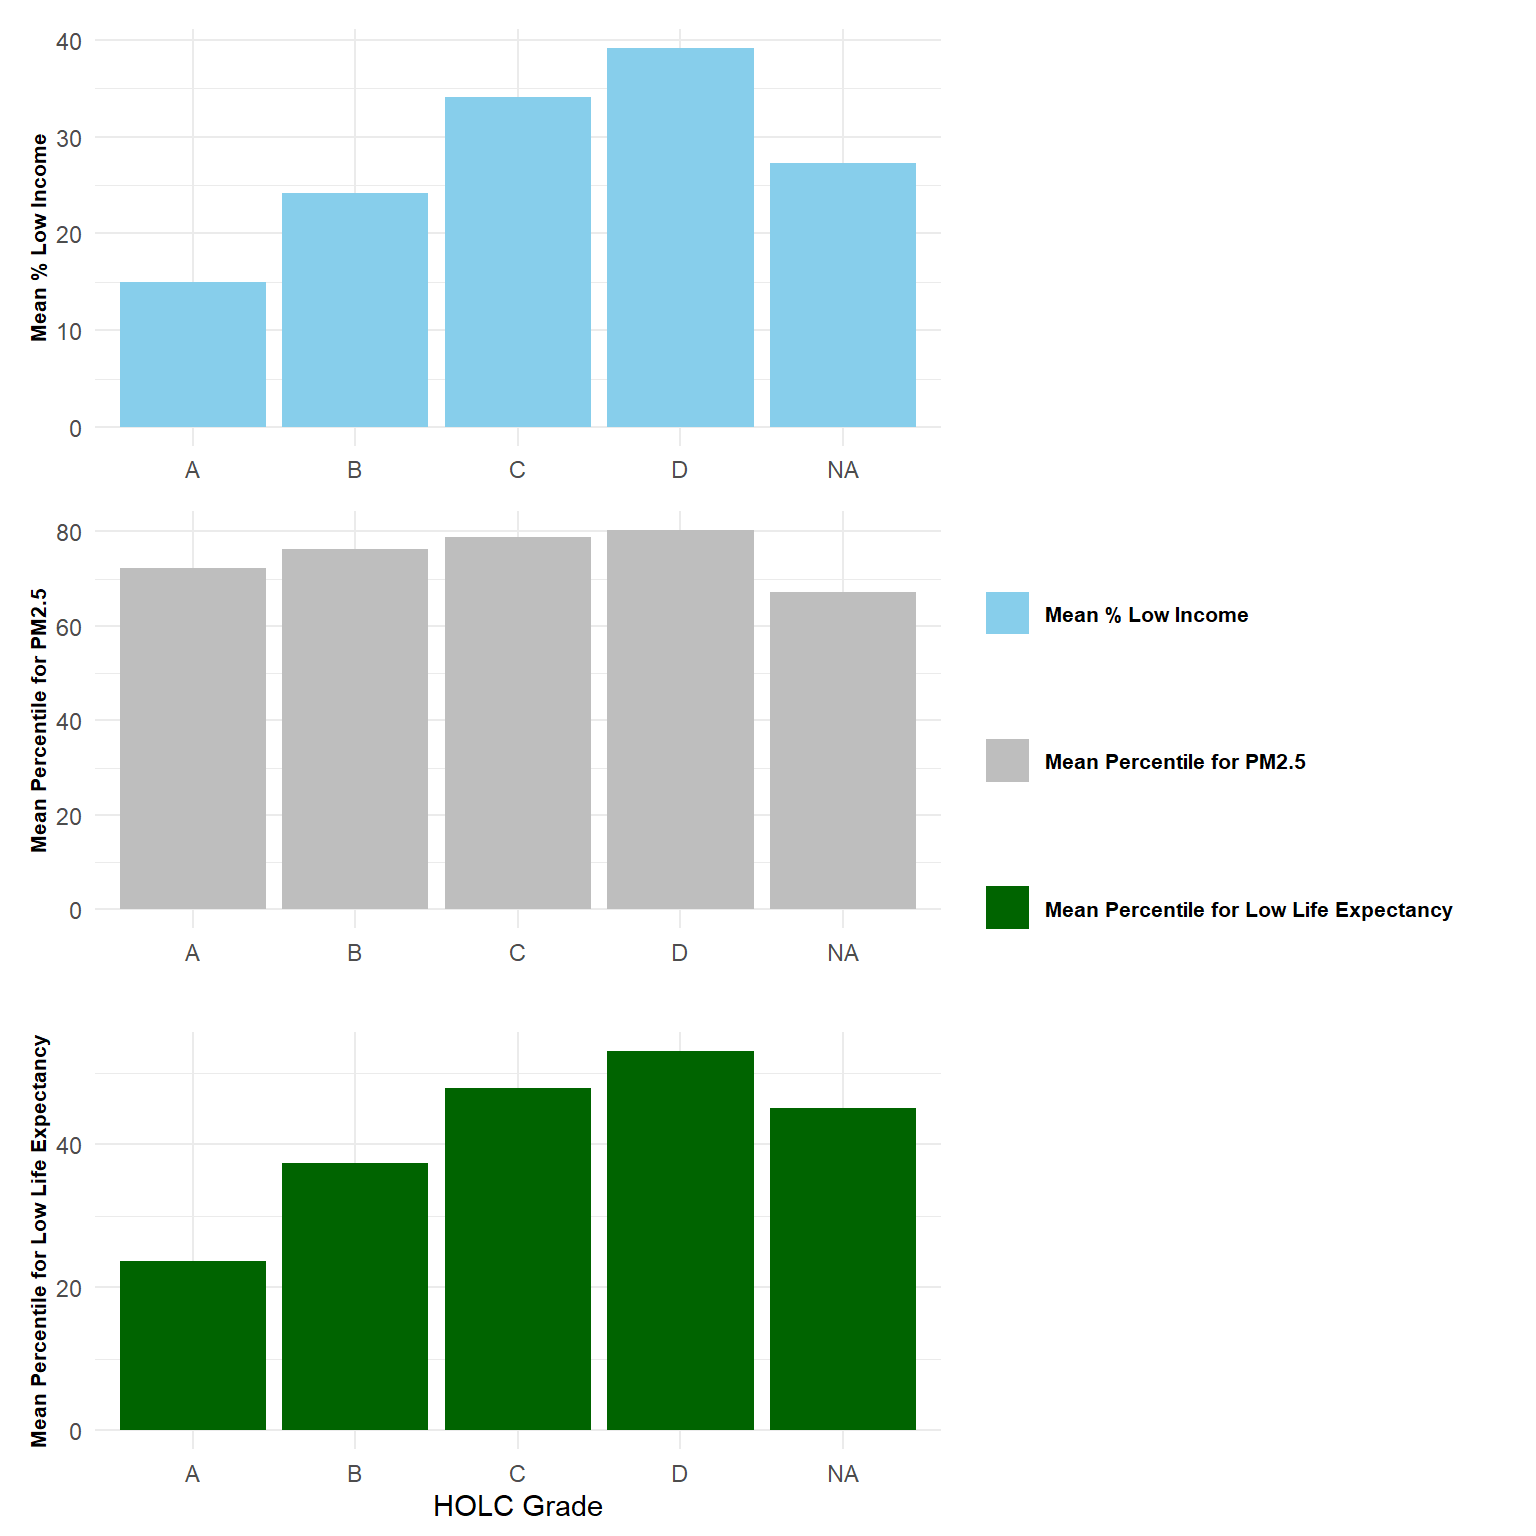 Mean % Low Income
40
30
20
10
0
A B C D NA
Mean Percentile for PM2.5
80
60
40
20
0
A B C D NA
Mean % Low Income
Mean Percentile for PM2.5
Mean Percentile for Low Life Expectancy
Mean Percentile for Low Life Expectancy
40
20
0
A B C D NA
HOLC Grade